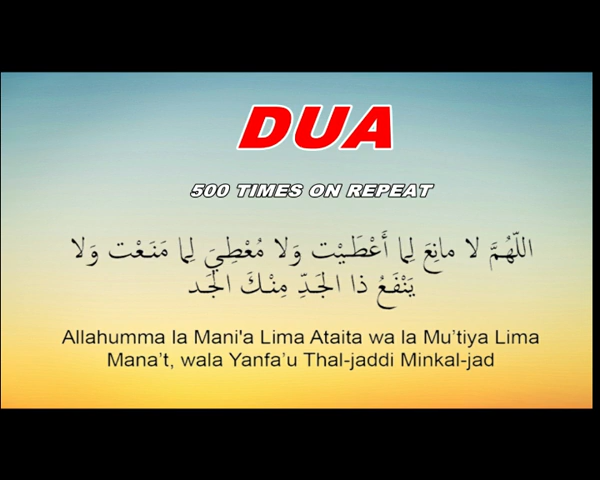 DUA
500 TIMES ON REPEAT
اللّهُمَّ لا مانِعَ لِما أَعْطَيْت وَلا مُعْطِيَ لِما مَنَعْت وَلا
يَنْفَعُ ذا الجَدِّ مِنْكَ الجَد
Allahumma la Mani'a Lima Ataita wa la Mu’tiya Lima
Mana’t, wala Yanfa’u Thal-jaddi Minkal-jad